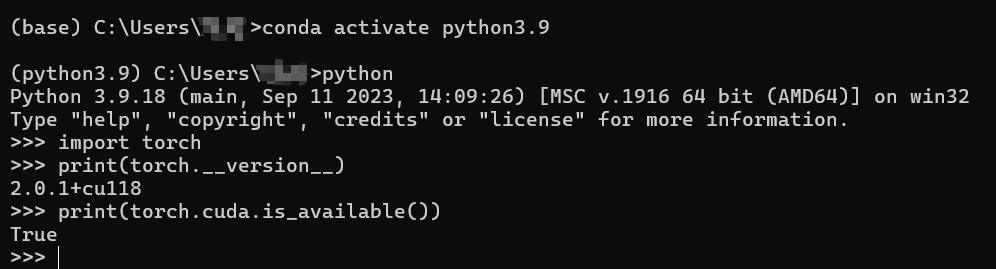 (base) C:\Users\ >conda activate python3.9
(python3.9) C:\Users\ >python
Python 3.9.18 (main, Sep 11 2023, 14:09:26) [MSC v.1916 64 bit (AMD64)] on win32
Type "help", "copyright", "credits" or "license" for more information.
>>> import torch
>>> print(torch.__version__)
2.0.1+cu118
>>> print(torch.cuda.is_available())
True
>>>